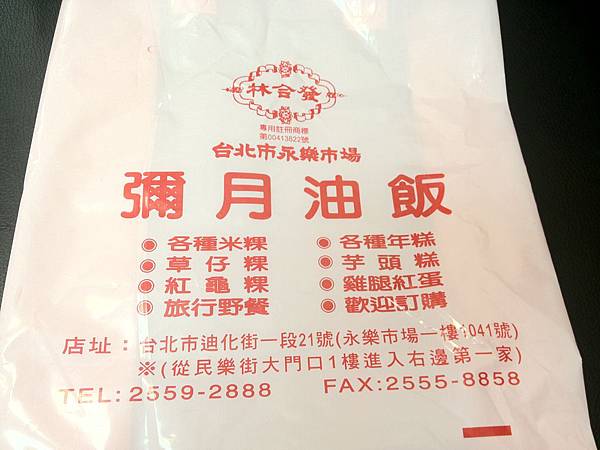 林合發
專用註冊商標
第00413822號
台北市永樂市場
彌月油飯
◉各種米粿 ◉各種年糕
◉草仔粿 ◉芋頭糕
◉紅龜粿 ◉雞腿紅蛋
◉旅行野餐 ◉歡迎訂購
店址：台北市迪化街一段21號(永樂市場一樓1041號)
※(從民樂街大門口1樓進入右邊第一家)
TEL:2559-2888 FAX:2555-8858